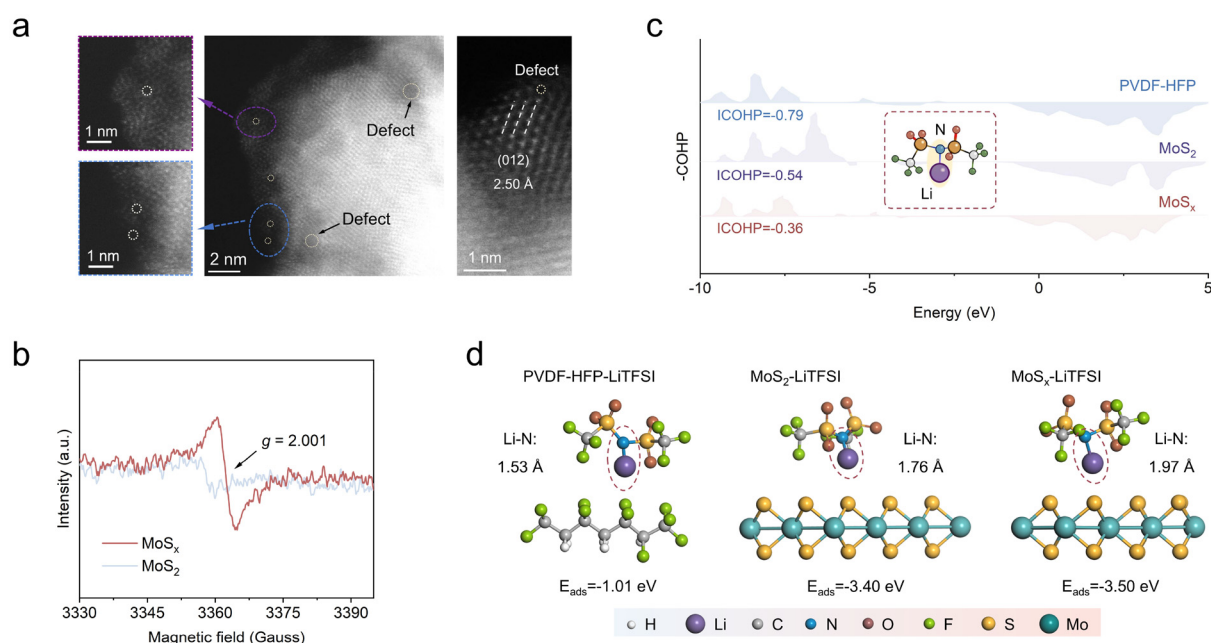 a
1 nm
1 nm
2 nm
Defect
Defect
Defect
(012)
2.50 Å
1 nm
b
Intensity (a.u.)
g = 2.001
MoSₓ
MoS₂
3330 3345 3360 3375 3390
Magnetic field (Gauss)
c
-COHP
PVDF-HFP
ICOHP=-0.79
MoS₂
ICOHP=-0.54
MoSₓ
ICOHP=-0.36
N
Li
-10 -5 0 5
Energy (eV)
d
PVDF-HFP-LiTFSI
Li-N:
1.53 Å
Eads=-1.01 eV
MoS₂-LiTFSI
Li-N:
1.76 Å
Eads=-3.40 eV
MoSₓ-LiTFSI
Li-N:
1.97 Å
Eads=-3.50 eV
H Li C N O F S Mo